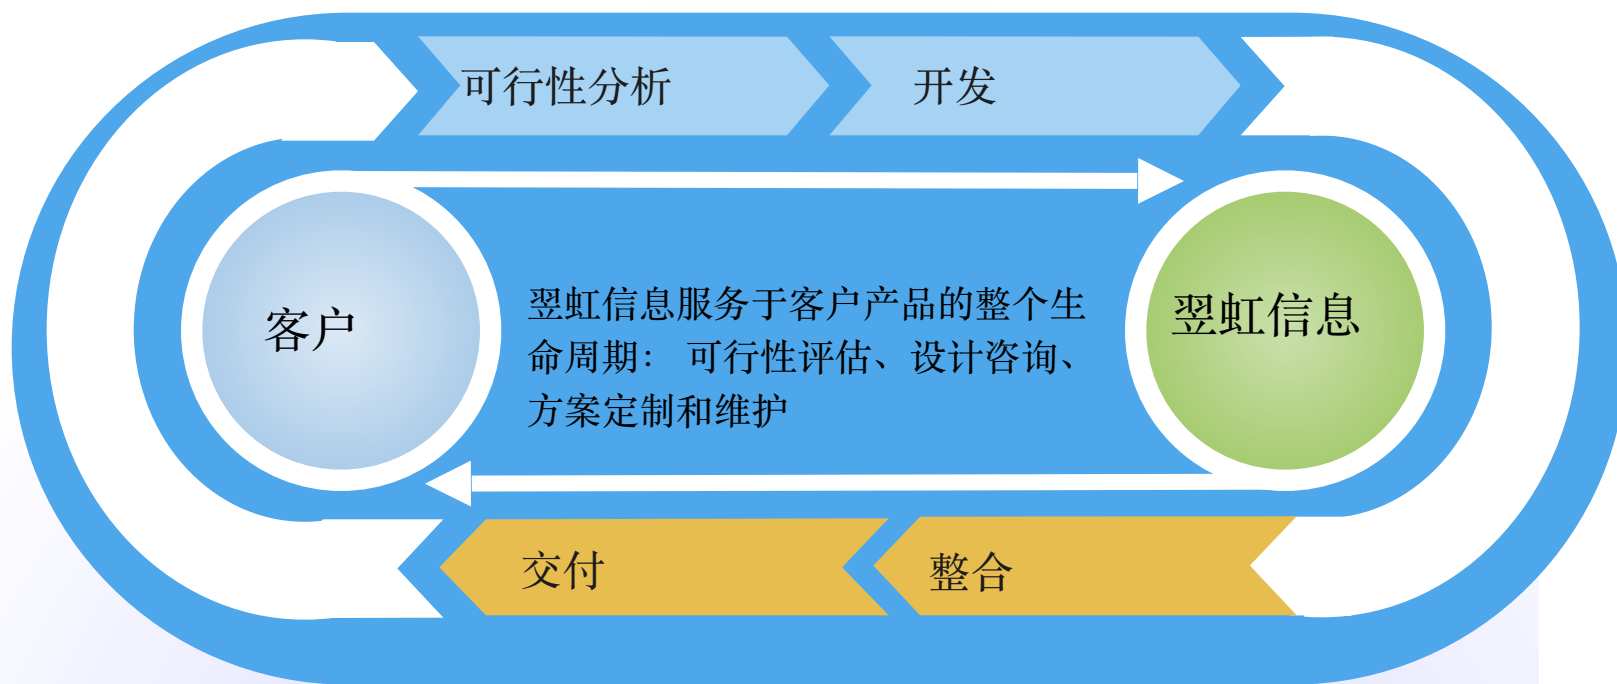 可行性分析
开发
客户
翌虹信息服务于客户产品的整个生
命周期： 可行性评估、设计咨询、
方案定制和维护
翌虹信息
交付
整合